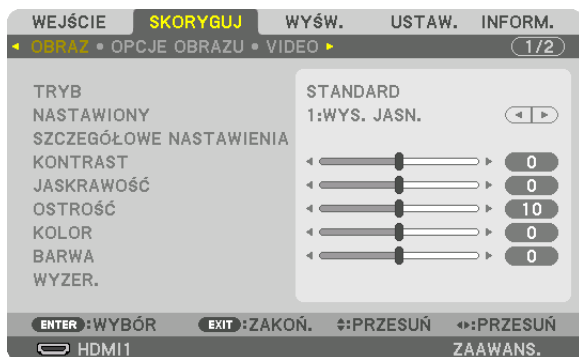 WEJŚCIE SKORYGUJ WYŚW. USTAW. INFORM.
OBRAZ • OPCJE OBRAZU • VIDEO 1/2
TRYB STANDARD
NASTAWIONY 1:WYS. JASN.
SZCZEGÓŁOWE NASTAWIENIA
KONTRAST 0
JASKRAWOŚĆ 0
OSTROŚĆ 10
KOLOR 0
BARWA 0
WYZER.
ENTER:WYBÓR EXIT:ZAKOŃ. :PRZESUŃ :PRZESUŃ
HDMI1 ZAAWANS.